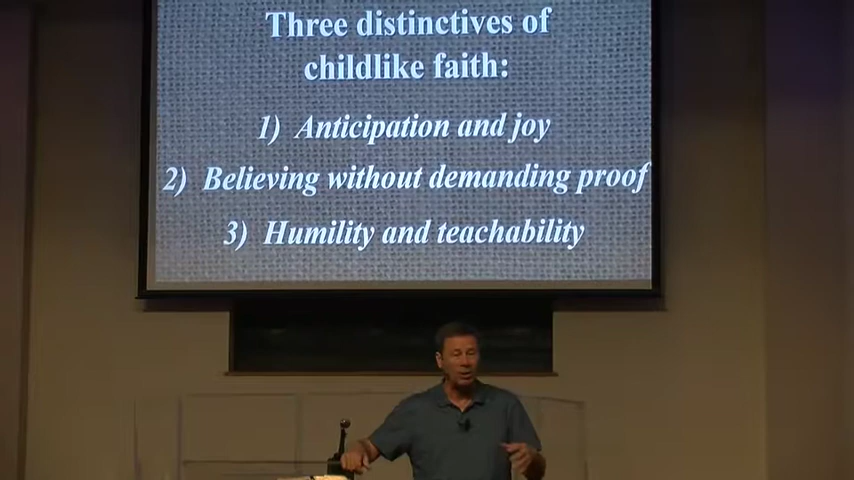 Three distinctives of
childlike faith:
1) Anticipation and joy
2) Believing without demanding proof
3) Humility and teachability